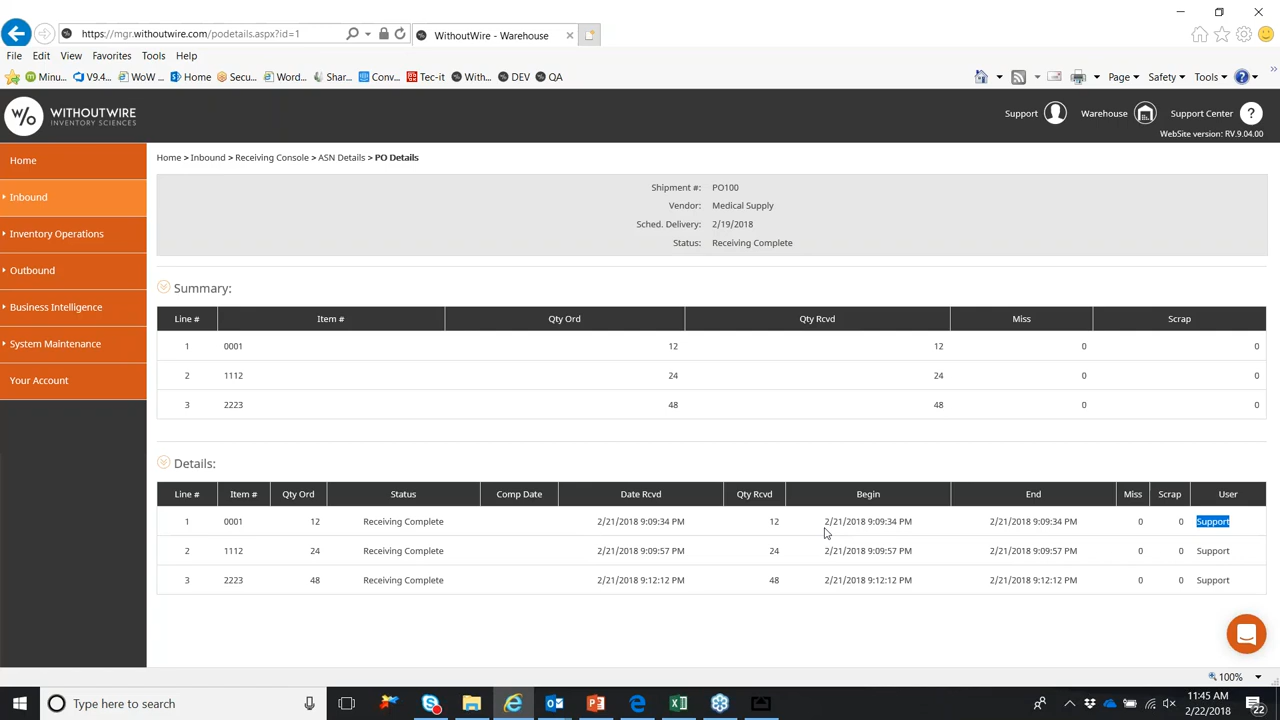 https://mgr.withoutwire.com/podetails.aspx?id=1
WithoutWire - Warehouse
File Edit View Favorites Tools Help
Minu... V9.4... WoW ... Home Secu... Word... Shar... Conv... Tec-it With... DEV QA
Page Safety Tools
W/O WITHOUTWIRE
INVENTORY SCIENCES
Support Warehouse Support Center ?
WebSite version: RV.9.04.00
Home
Inbound
Inventory Operations
Outbound
Business Intelligence
System Maintenance
Your Account
Home > Inbound > Receiving Console > ASN Details > PO Details
Shipment #: PO100
Vendor: Medical Supply
Sched. Delivery: 2/19/2018
Status: Receiving Complete
Summary:
Line # Item # Qty Ord Qty Rcvd Miss Scrap
1 0001 12 12 0 0
2 1112 24 24 0 0
3 2223 48 48 0 0
Details:
Line # Item # Qty Ord Status Comp Date Date Rcvd Qty Rcvd Begin End Miss Scrap User
1 0001 12 Receiving Complete 2/21/2018 9:09:34 PM 12 2/21/2018 9:09:34 PM 2/21/2018 9:09:34 PM 0 0 Support
2 1112 24 Receiving Complete 2/21/2018 9:09:57 PM 24 2/21/2018 9:09:57 PM 2/21/2018 9:09:57 PM 0 0 Support
3 2223 48 Receiving Complete 2/21/2018 9:12:12 PM 48 2/21/2018 9:12:12 PM 2/21/2018 9:12:12 PM 0 0 Support
100%
Type here to search
11:45 AM
2/22/2018
22